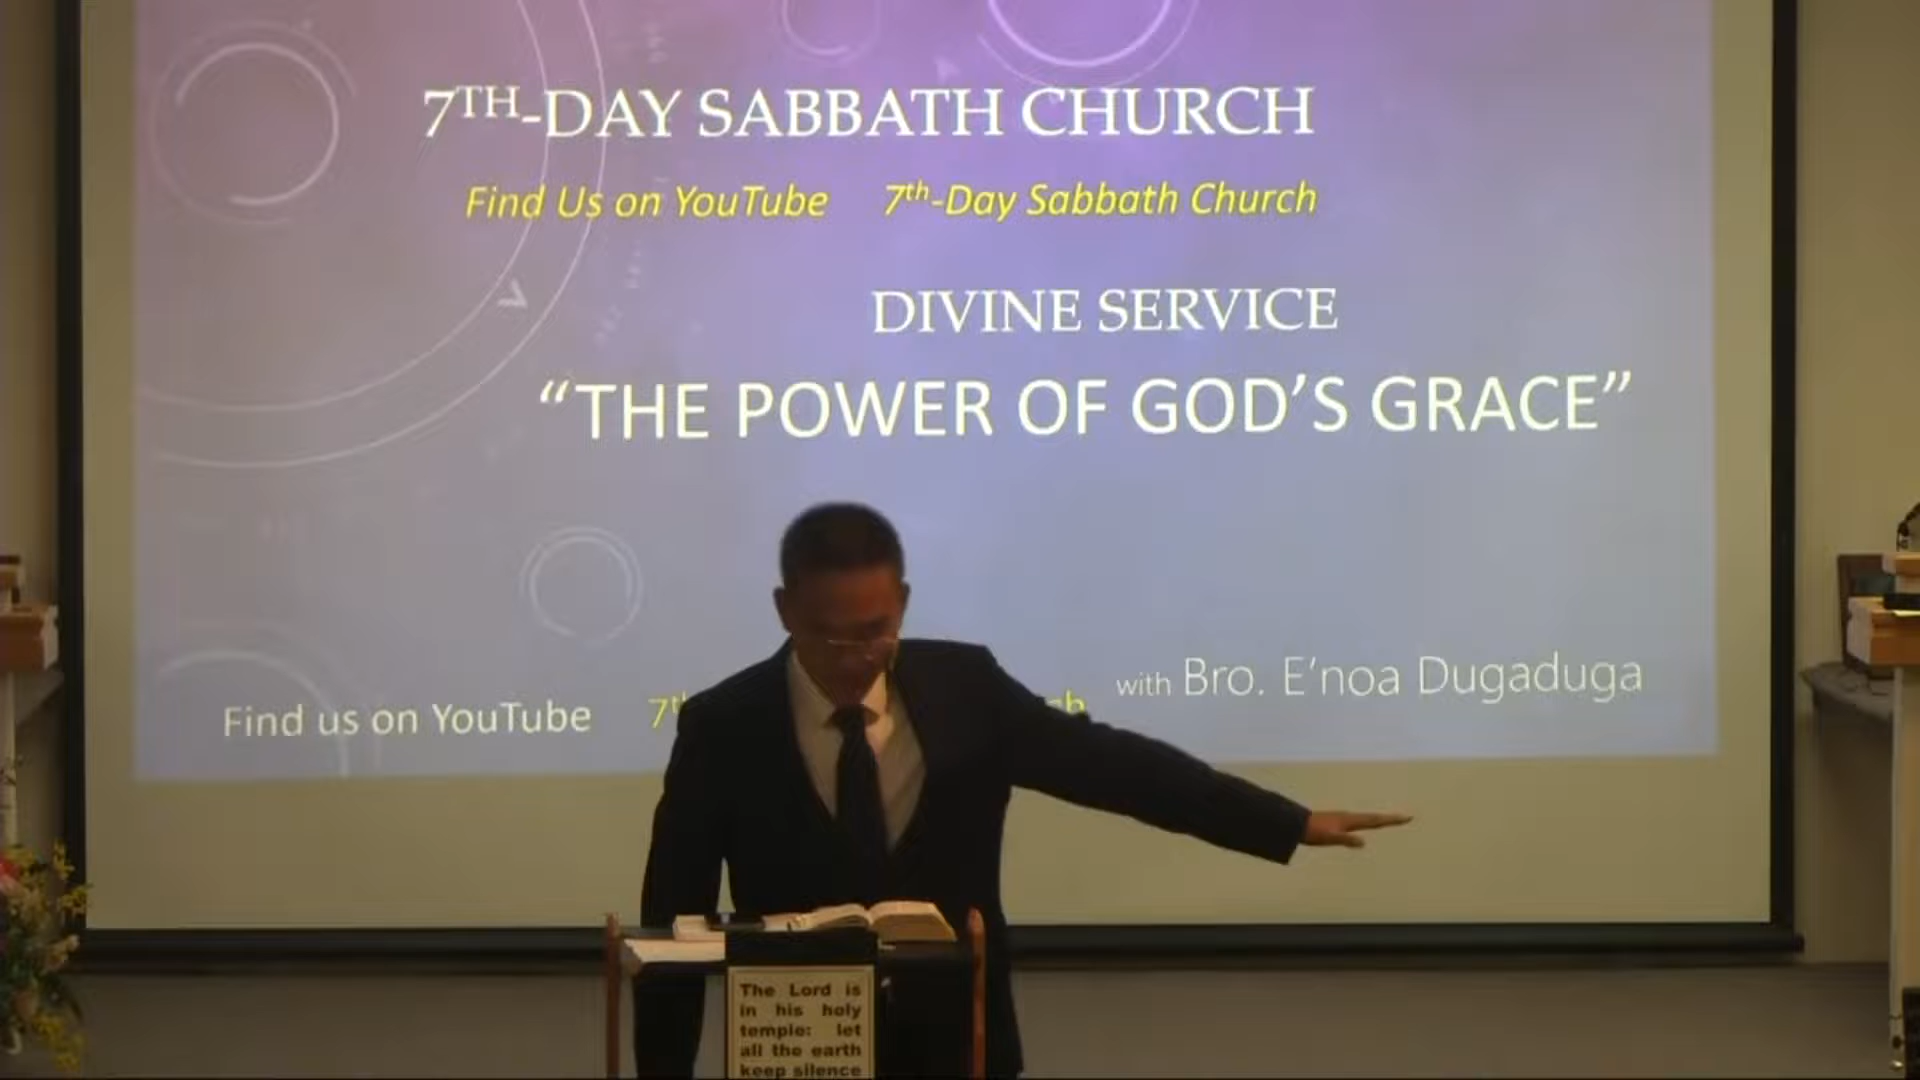 7TH-DAY SABBATH CHURCH
Find Us on YouTube 7th-Day Sabbath Church
DIVINE SERVICE
“THE POWER OF GOD’S GRACE”
with Bro. E’noa Dugaduga
Find us on YouTube 7th
The Lord is
in his holy
temple: let
all the earth
keep silence